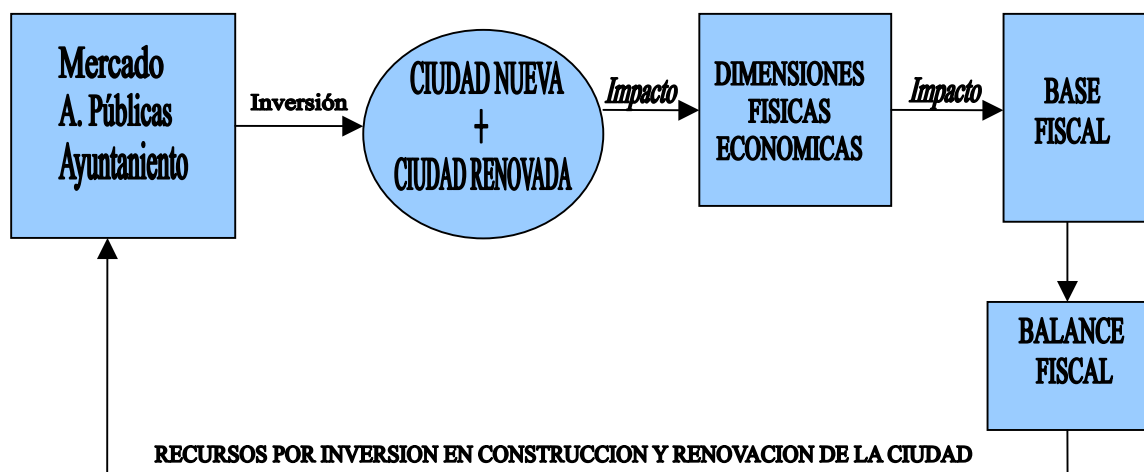 Mercado
A. Públicas
Ayuntaniento
Inversión
CIUDAD NUEVA
+
CIUDAD RENOVADA
Impacto
DIMENSIONES
FISICAS
ECONOMICAS
Impacto
BASE
FISCAL
BALANCE
FISCAL
RECURSOS POR INVERSION EN CONSTRUCCION Y RENOVACION DE LA CIUDAD